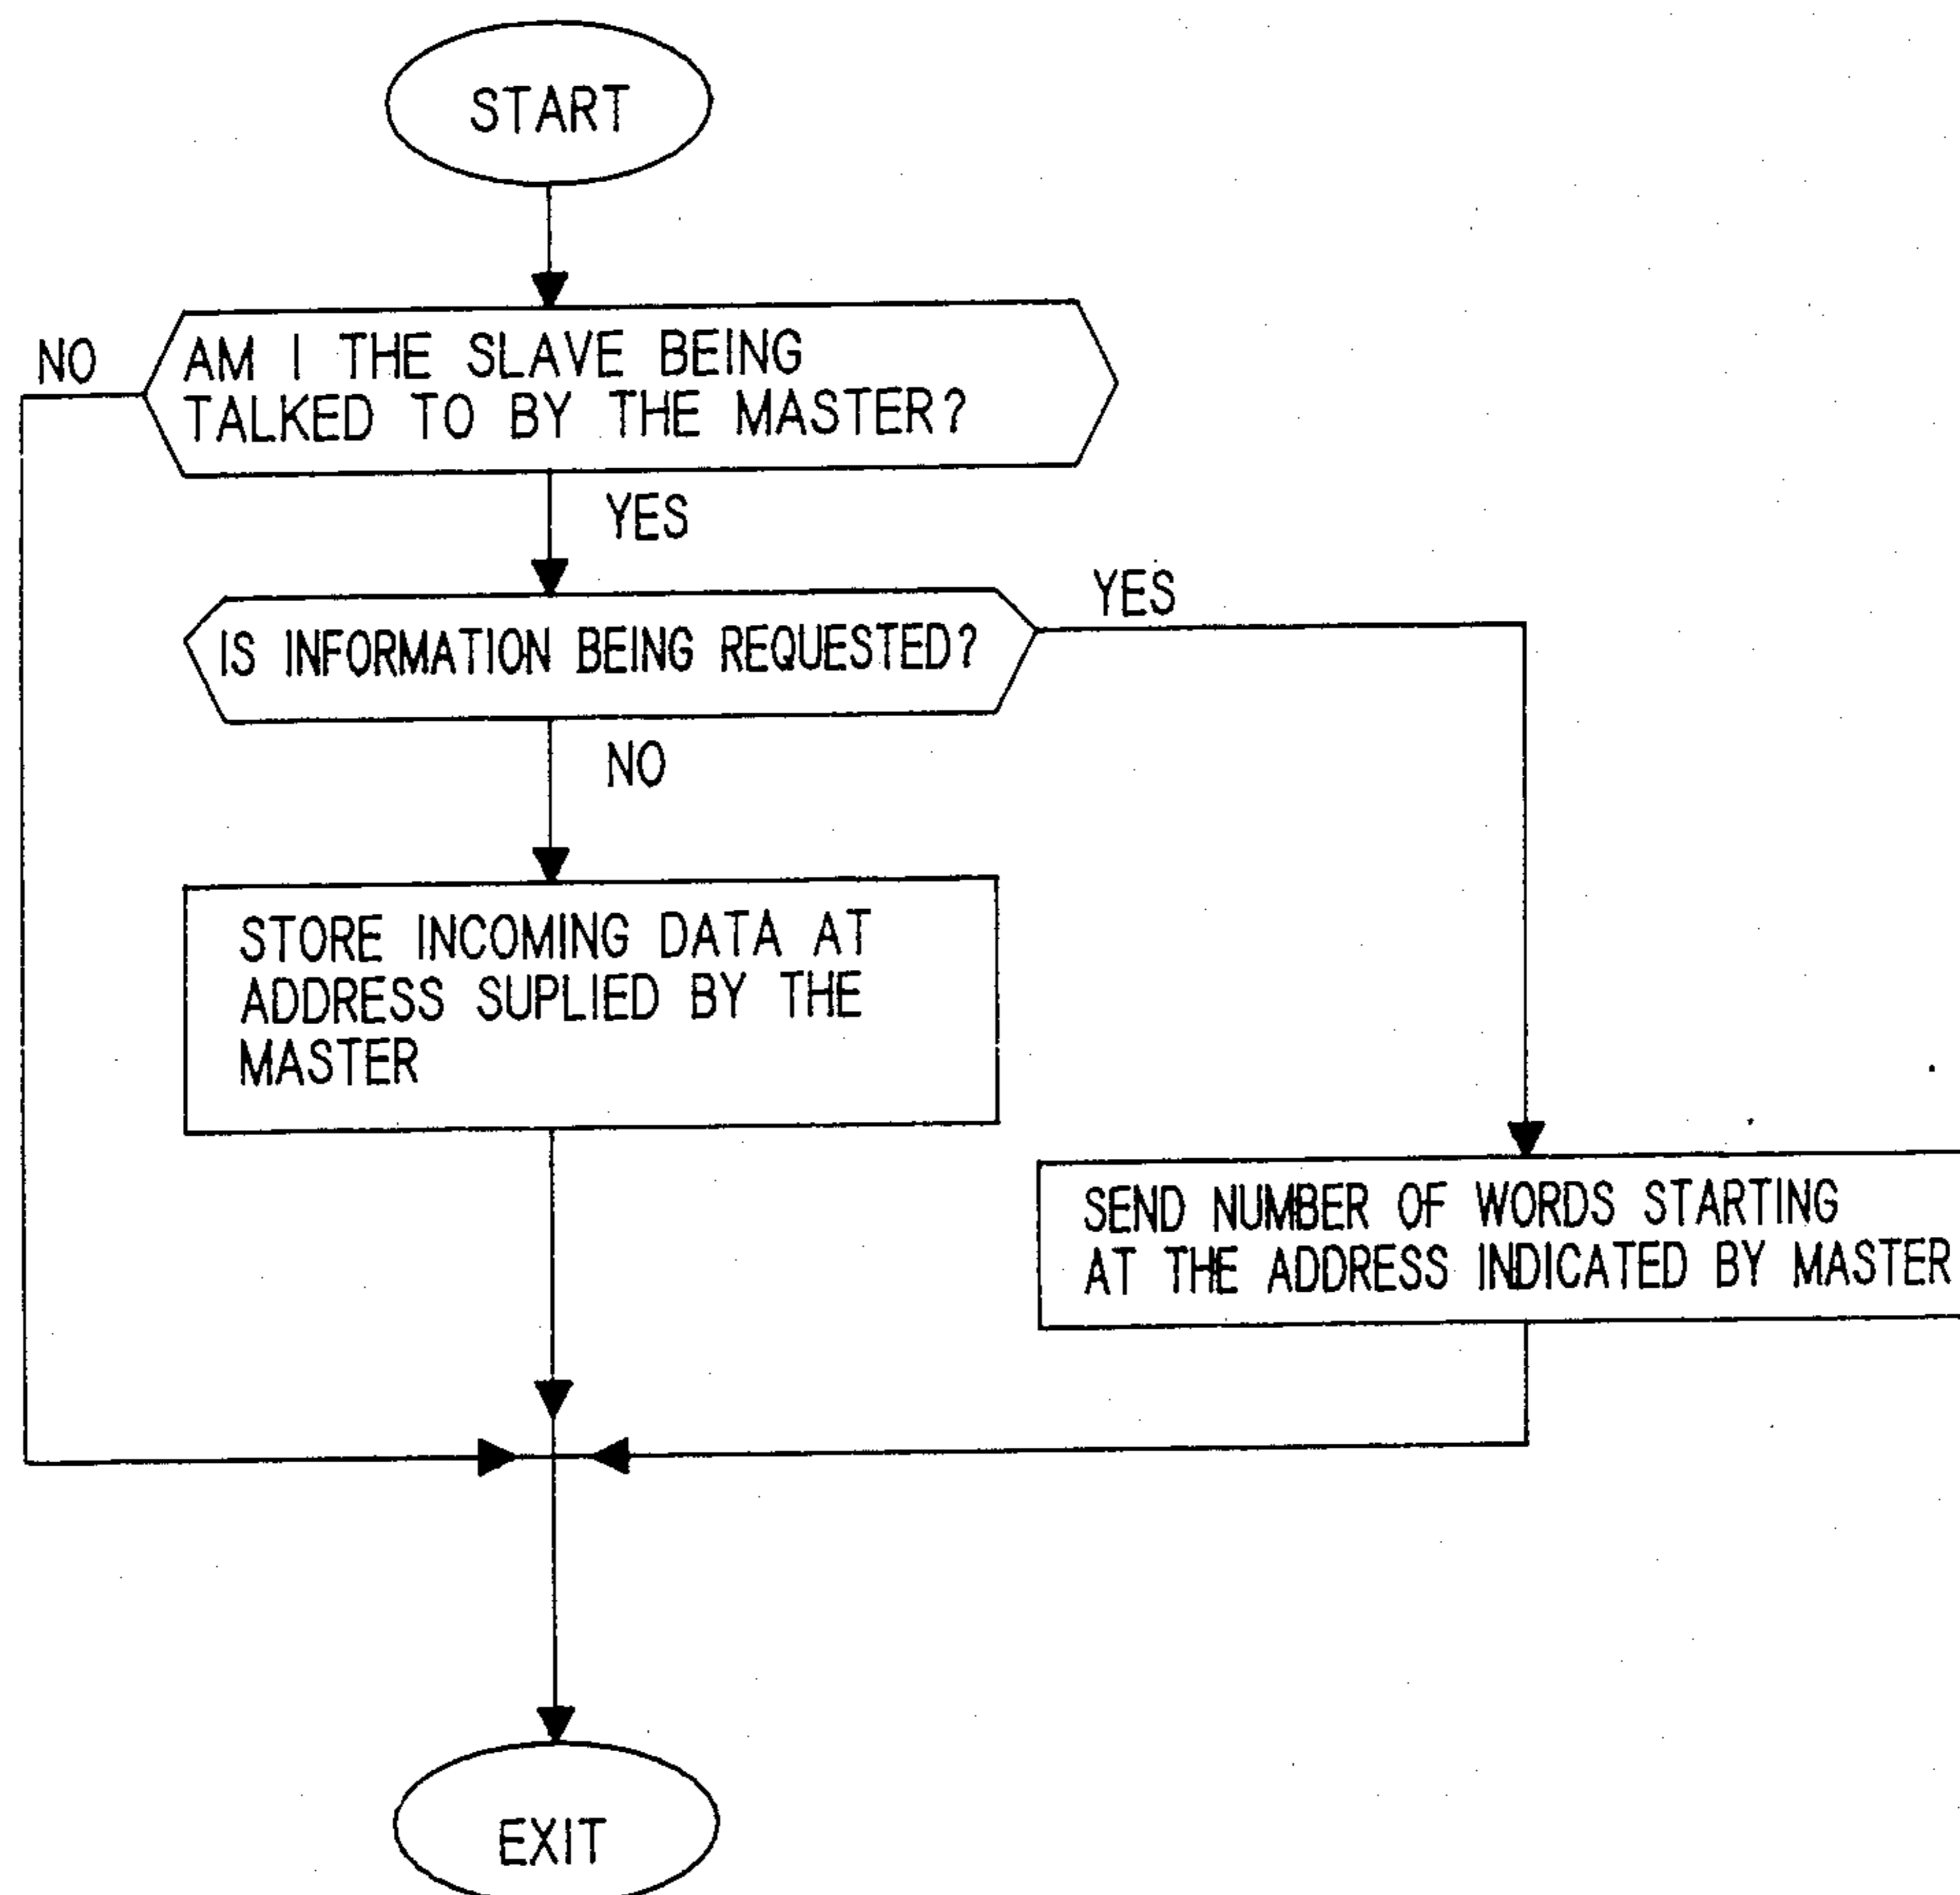 START
NO
AM I THE SLAVE BEING
TALKED TO BY THE MASTER?
YES
YES
IS INFORMATION BEING REQUESTED?
NO
STORE INCOMING DATA AT
ADDRESS SUPLIED BY THE
MASTER
SEND NUMBER OF WORDS STARTING
AT THE ADDRESS INDICATED BY MASTER
EXIT